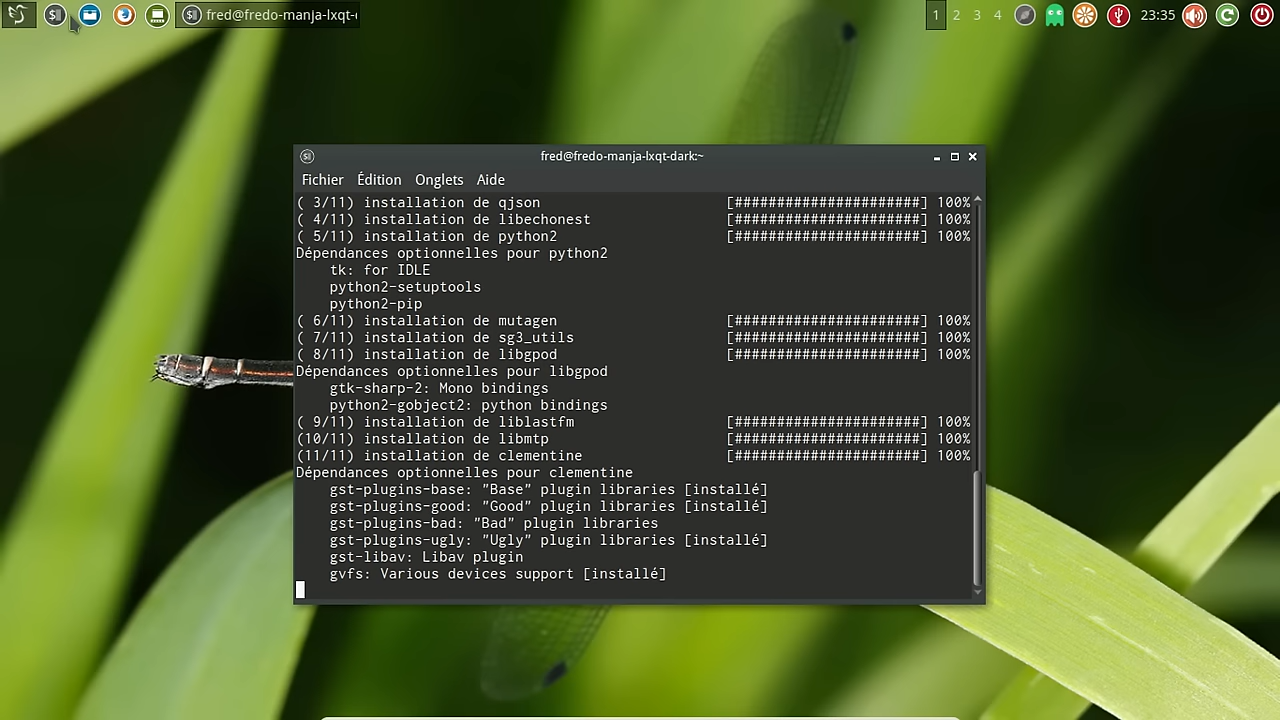 fred@fredo-manja-lxqt-
1 2 3 4 23:35
fred@fredo-manja-lxqt-dark:~
Fichier Édition Onglets Aide
( 3/11) installation de qjson [######################] 100%
( 4/11) installation de libechonest [######################] 100%
( 5/11) installation de python2 [######################] 100%
Dépendances optionnelles pour python2
tk: for IDLE
python2-setuptools
python2-pip
( 6/11) installation de mutagen [######################] 100%
( 7/11) installation de sg3_utils [######################] 100%
( 8/11) installation de libgpod [######################] 100%
Dépendances optionnelles pour libgpod
gtk-sharp-2: Mono bindings
python2-gobject2: python bindings
( 9/11) installation de liblastfm [######################] 100%
(10/11) installation de libmtp [######################] 100%
(11/11) installation de clementine [######################] 100%
Dépendances optionnelles pour clementine
gst-plugins-base: "Base" plugin libraries [installé]
gst-plugins-good: "Good" plugin libraries [installé]
gst-plugins-bad: "Bad" plugin libraries
gst-plugins-ugly: "Ugly" plugin libraries [installé]
gst-libav: Libav plugin
gvfs: Various devices support [installé]